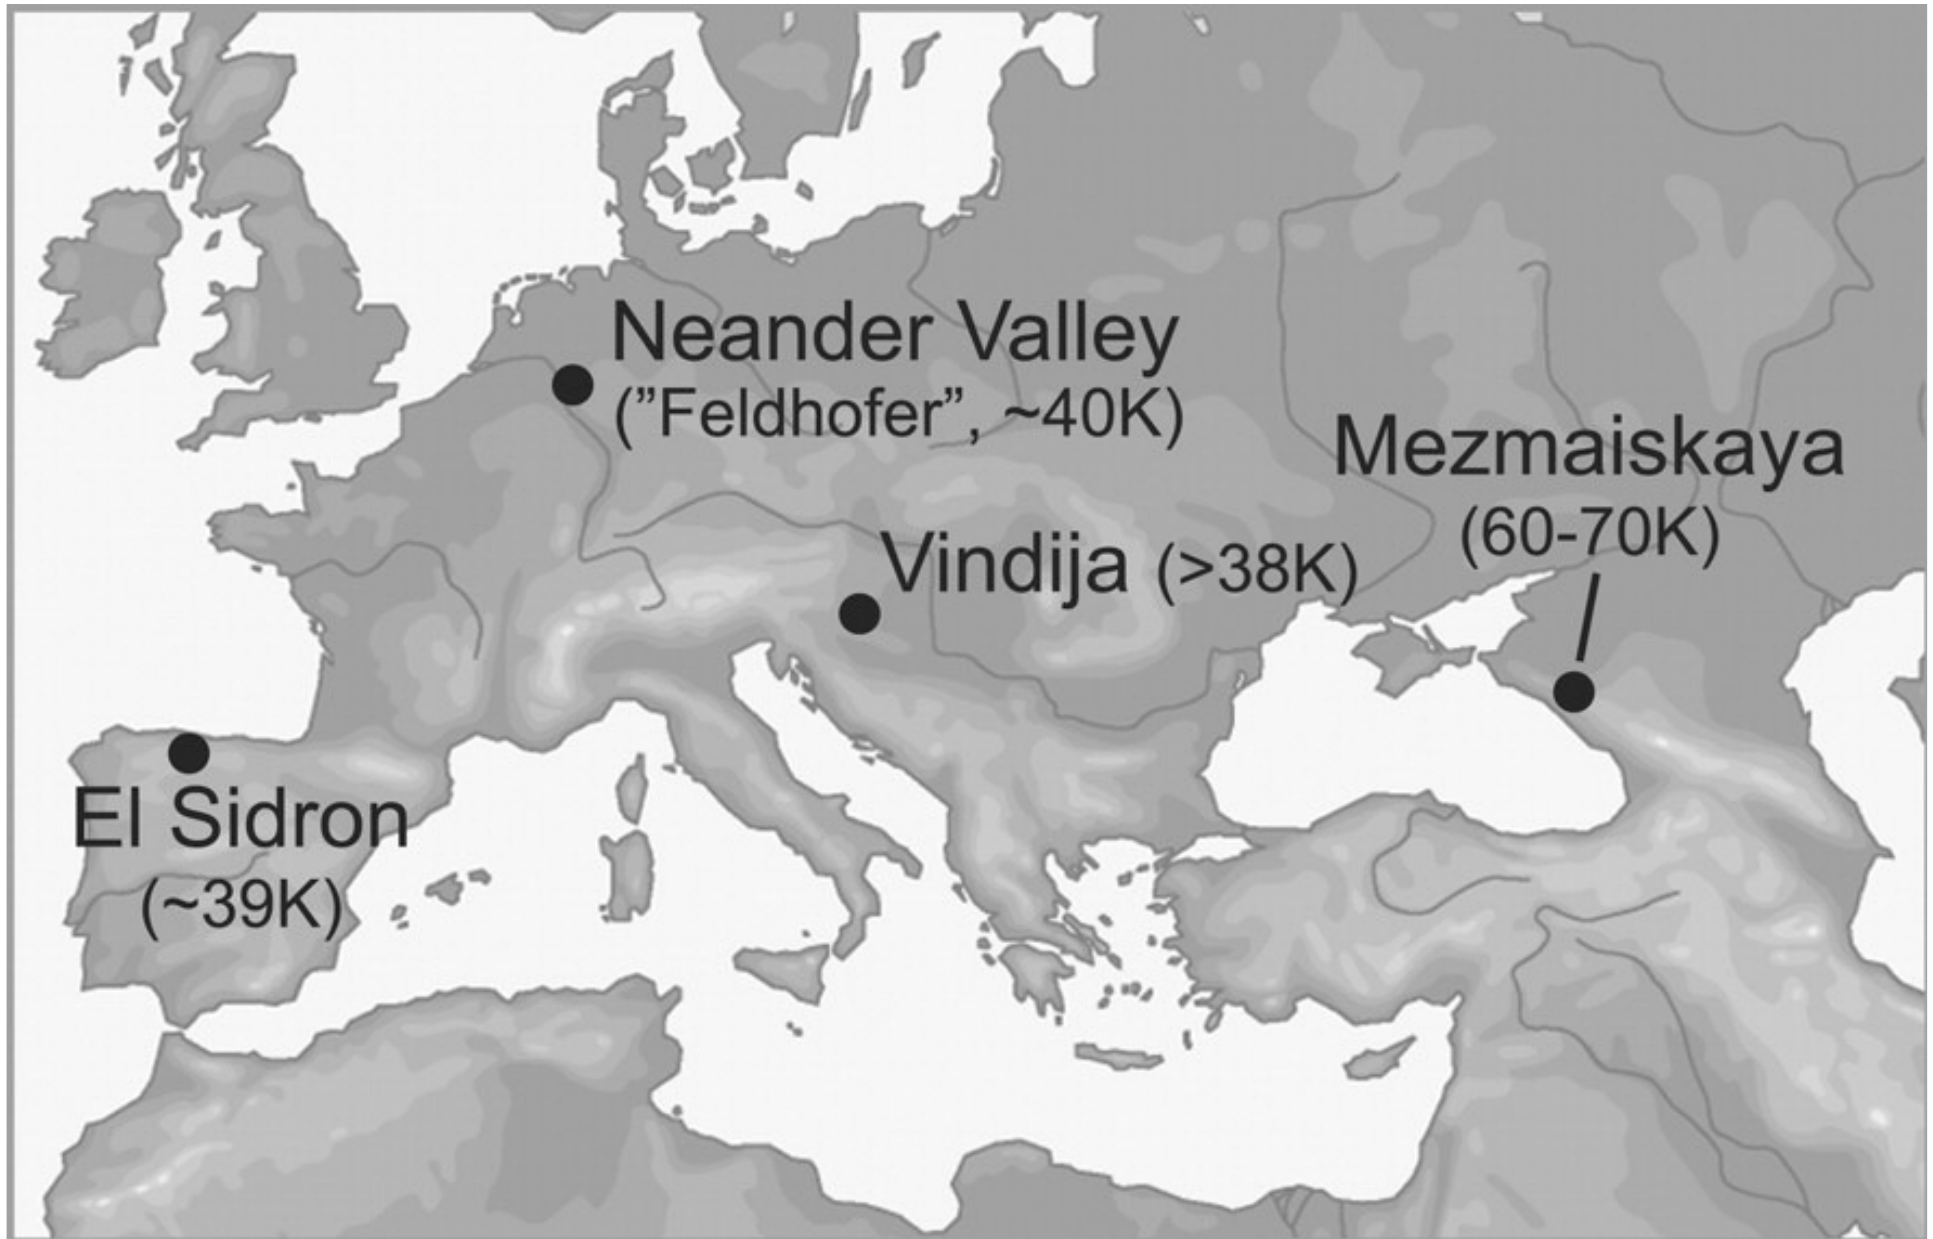 Neander Valley
(”Feldhofer”, ~40K)
Mezmaiskaya
(60-70K)
Vindija (>38K)
El Sidron
(~39K)